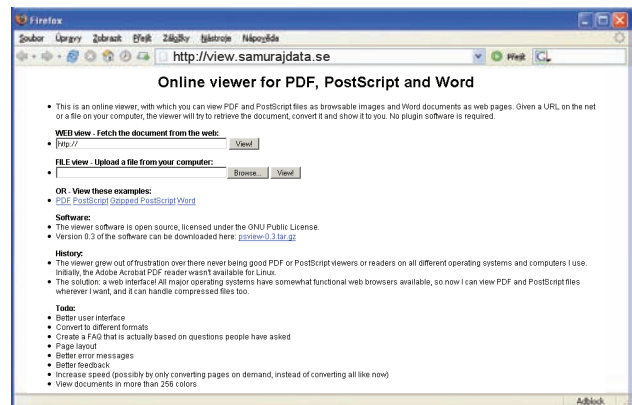 Firefox
Soubor Úpravy Zobrazit Přejít Záložky Nástroje Nápověda
http://view.samurajdata.se Přejít
Online viewer for PDF, PostScript and Word
This is an online viewer, with which you can view PDF and PostScript files as browsable images and Word documents as web pages. Given a URL on the net
or a file on your computer, the viewer will try to retrieve the document, convert it and show it to you. No plugin software is required.
WEB view - Fetch the document from the web:
http:// View!
FILE view - Upload a file from your computer:
Browse... View!
OR - View these examples:
PDF PostScript Gzipped PostScript Word
Software:
The viewer software is open source, licensed under the GNU Public License.
Version 0.3 of the software can be downloaded here: psview-0.3.tar.gz
History:
The viewer grew out of frustration over there never being good PDF or PostScript viewers or readers on all different operating systems and computers I use.
Initially, the Adobe Acrobat PDF reader wasn't available for Linux.
The solution: a web interface! All major operating systems have somewhat functional web browsers available, so now I can view PDF and PostScript files
wherever I want, and it can handle compressed files too.
Todo:
Better user interface
Convert to different formats
Create a FAQ that is actually based on questions people have asked
Page layout
Better error messages
Better feedback
Increase speed (possibly by only converting pages on demand, instead of converting all like now)
View documents in more than 256 colors
Adblock